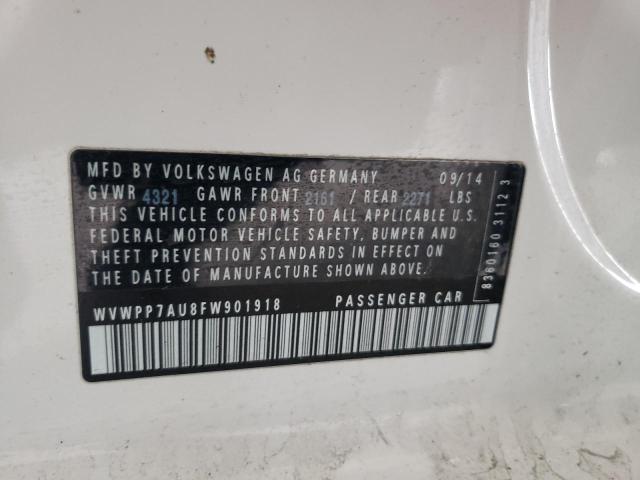 MFD BY VOLKSWAGEN AG GERMANY 09/14
GVWR 4321 GAWR FRONT 2161 / REAR 2271 LBS
THIS VEHICLE CONFORMS TO ALL APPLICABLE U.S.
FEDERAL MOTOR VEHICLE SAFETY, BUMPER AND
THEFT PREVENTION STANDARDS IN EFFECT ON
THE DATE OF MANUFACTURE SHOWN ABOVE.
WVWPP7AU8FW901918 PASSENGER CAR
8360160 3112 3